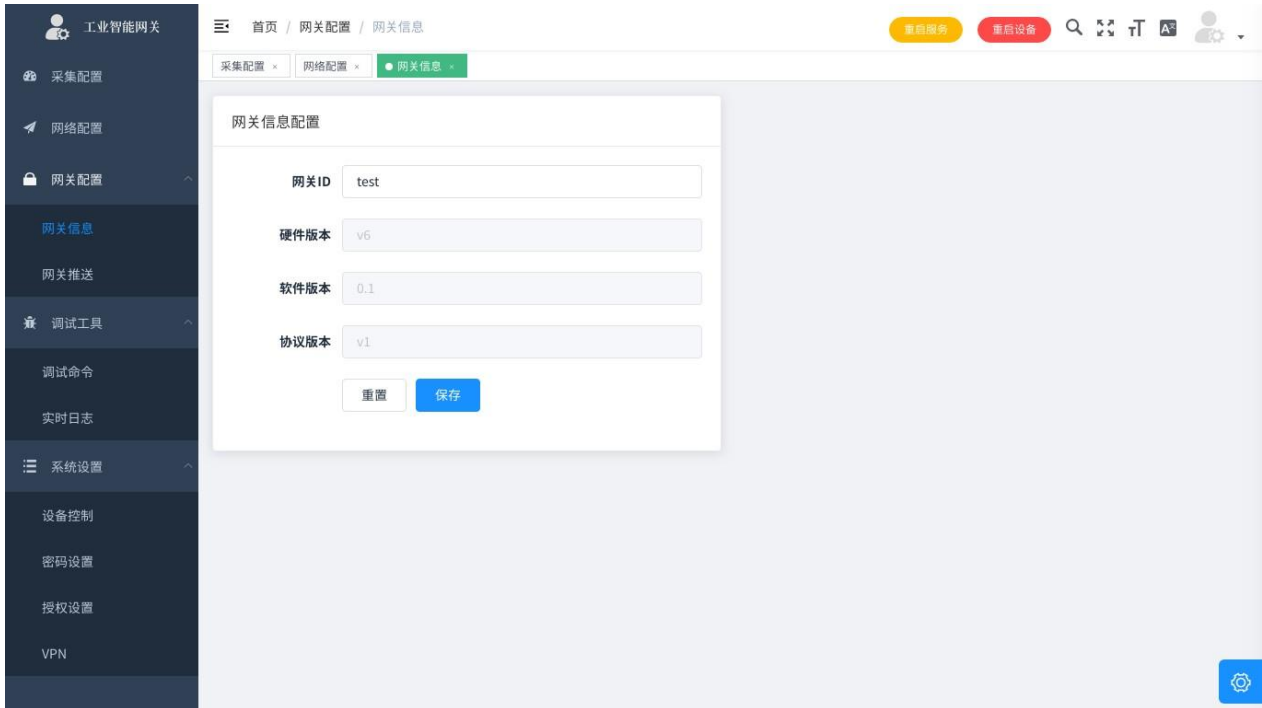 工业智能网关
首页 / 网关配置 / 网关信息
重启服务
重启设备
采集配置 ×
网络配置 ×
网关信息 ×
采集配置
网络配置
网关配置
网关信息
网关推送
调试工具
调试命令
实时日志
系统设置
设备控制
密码设置
授权设置
VPN
网关信息配置
网关ID test
硬件版本 v6
软件版本 0.1
协议版本 v1
重置 保存